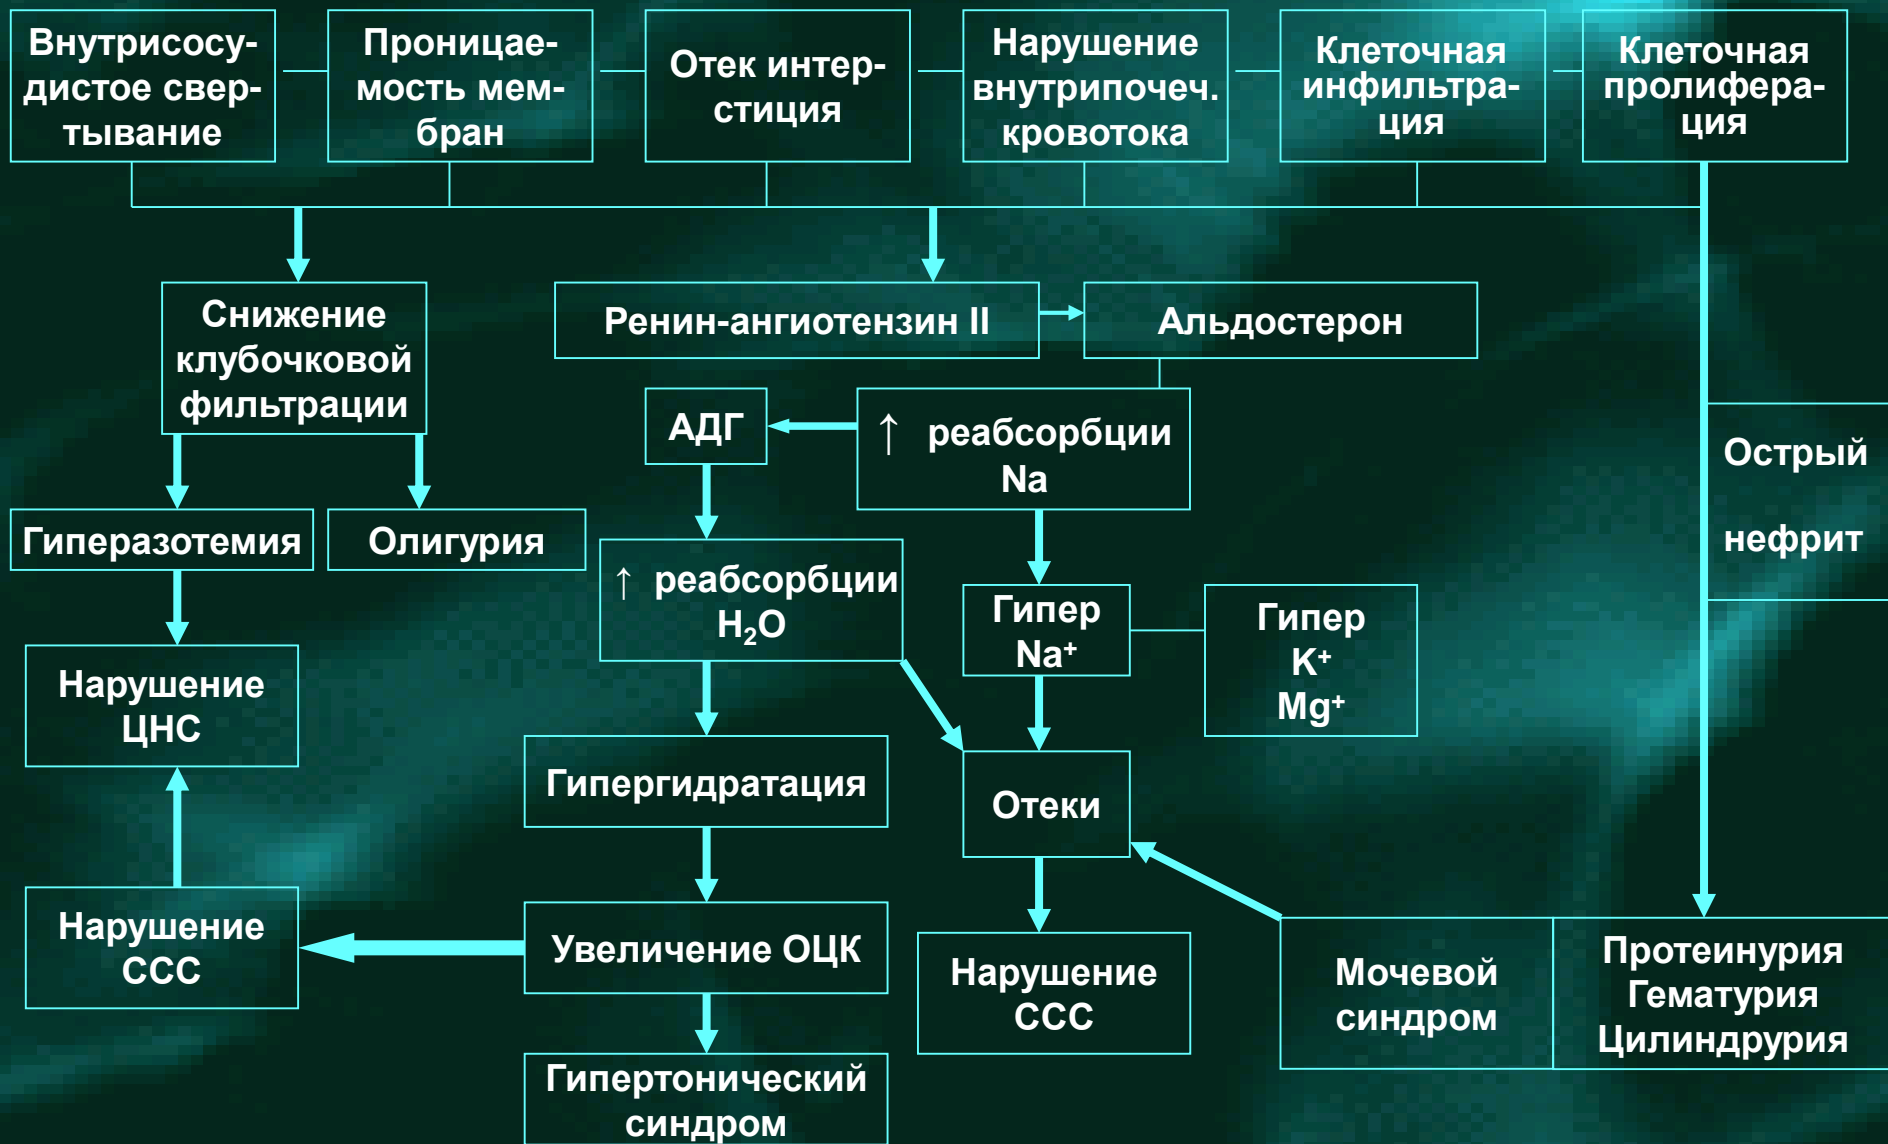 Внутрисосу-
дистое свер-
тывание
Проницае-
мость мем-
бран
Отек интер-
стиция
Нарушение
внутрипочеч.
кровотока
Клеточная
инфильтра-
ция
Клеточная
пролифера-
ция
Снижение
клубочковой
фильтрации
Ренин-ангиотензин II
Альдостерон
АДГ
↑ реабсорбции
Na
Острый
нефрит
Гиперазотемия
Олигурия
↑ реабсорбции
H₂O
Гипер
Na⁺
Гипер
K⁺
Mg⁺
Нарушение
ЦНС
Гипергидратация
Отеки
Нарушение
ССС
Увеличение ОЦК
Нарушение
ССС
Мочевой
синдром
Протеинурия
Гематурия
Цилиндрурия
Гипертонический
синдром